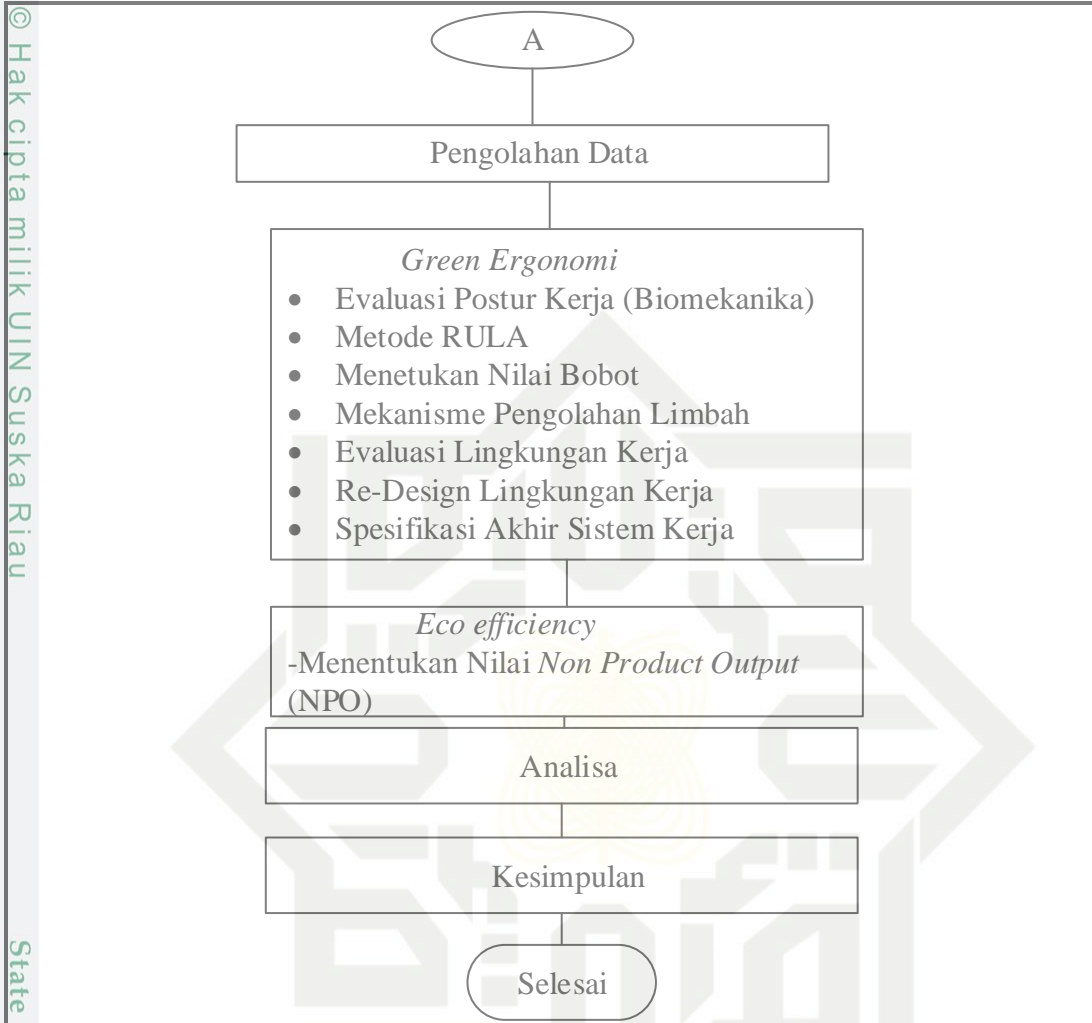 © Hak cipta milik UIN Suska Riau
State
A
Pengolahan Data
Green Ergonomi
• Evaluasi Postur Kerja (Biomekanika)
• Metode RULA
• Menetukan Nilai Bobot
• Mekanisme Pengolahan Limbah
• Evaluasi Lingkungan Kerja
• Re-Design Lingkungan Kerja
• Spesifikasi Akhir Sistem Kerja
Eco efficiency
-Menentukan Nilai Non Product Output
(NPO)
Analisa
Kesimpulan
Selesai